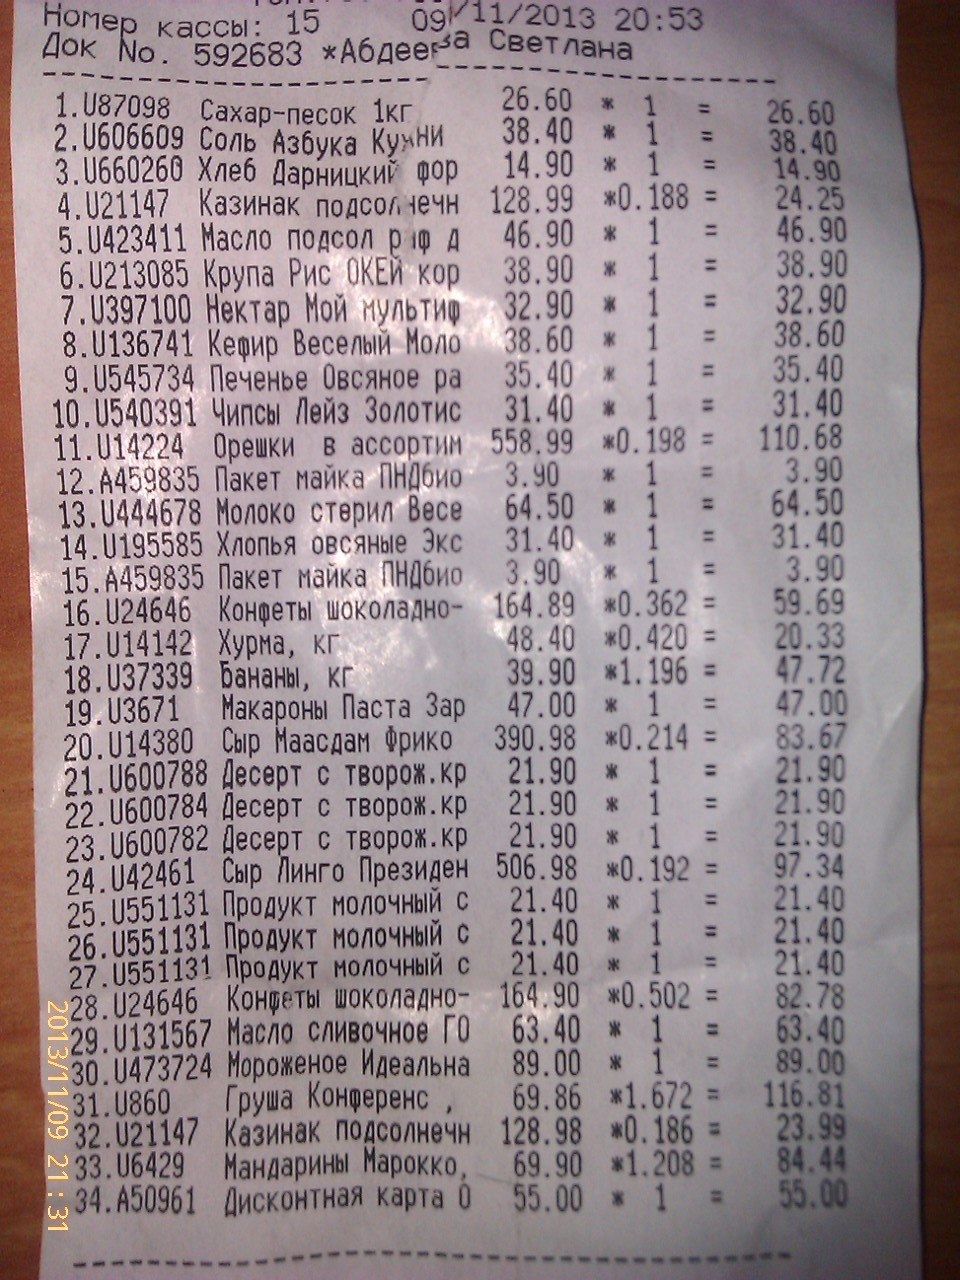 Номер кассы: 15 09/11/2013 20:53
Док No. 592683 *Абдеева Светлана
1.U87098 Сахар-песок 1кг 26.60 * 1 = 26.60
2.U606609 Соль Азбука Кухни 38.40 * 1 = 38.40
3.U660260 Хлеб Дарницкий фор 14.90 * 1 = 14.90
4.U21147 Казинак подсолнечн 128.99 *0.188 = 24.25
5.U423411 Масло подсол раф д 46.90 * 1 = 46.90
6.U213085 Крупа Рис ОКЕЙ кор 38.90 * 1 = 38.90
7.U397100 Нектар Мой мультиф 32.90 * 1 = 32.90
8.U136741 Кефир Веселый Моло 38.60 * 1 = 38.60
9.U545734 Печенье Овсяное ра 35.40 * 1 = 35.40
10.U540391 Чипсы Лейз Золотис 31.40 * 1 = 31.40
11.U14224 Орешки в ассортим 558.99 *0.198 = 110.68
12.A459835 Пакет майка ПНДбио 3.90 * 1 = 3.90
13.U444678 Молоко стерил Весе 64.50 * 1 = 64.50
14.U195585 Хлопья овсяные Экс 31.40 * 1 = 31.40
15.A459835 Пакет майка ПНДбио 3.90 * 1 = 3.90
16.U24646 Конфеты шоколадно- 164.89 *0.362 = 59.69
17.U14142 Хурма, кг 48.40 *0.420 = 20.33
18.U37339 Бананы, кг 39.90 *1.196 = 47.72
19.U3671 Макароны Паста Зар 47.00 * 1 = 47.00
20.U14380 Сыр Маасдам Фрико 390.98 *0.214 = 83.67
21.U600788 Десерт с творож.кр 21.90 * 1 = 21.90
22.U600784 Десерт с творож.кр 21.90 * 1 = 21.90
23.U600782 Десерт с творож.кр 21.90 * 1 = 21.90
24.U42461 Сыр Линго Президен 506.98 *0.192 = 97.34
25.U551131 Продукт молочный с 21.40 * 1 = 21.40
26.U551131 Продукт молочный с 21.40 * 1 = 21.40
27.U551131 Продукт молочный с 21.40 * 1 = 21.40
28.U24646 Конфеты шоколадно- 164.90 *0.502 = 82.78
29.U131567 Масло сливочное ГО 63.40 * 1 = 63.40
30.U473724 Мороженое Идеальна 89.00 * 1 = 89.00
31.U860 Груша Конференс , 69.86 *1.672 = 116.81
32.U21147 Казинак подсолнечн 128.98 *0.186 = 23.99
33.U6429 Мандарины Марокко, 69.90 *1.208 = 84.44
34.A50961 Дисконтная карта О 55.00 * 1 = 55.00
2013/11/09 21:31